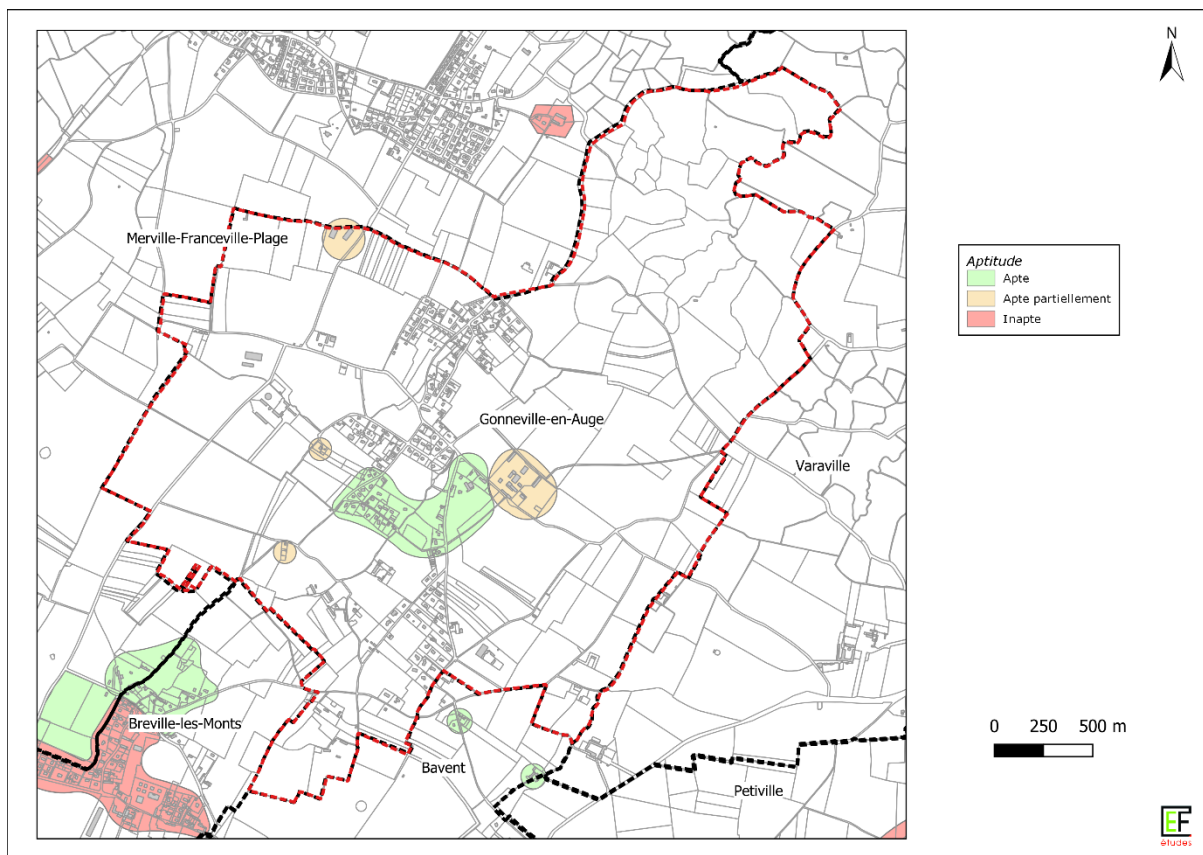 N
Merville-Franceville-Plage
Aptitude
Apte
Apte partiellement
Inapte
Gonneville-en-Auge
Varaville
Breville-les-Monts
0 250 500 m
Bavent
Petiville
EF
études